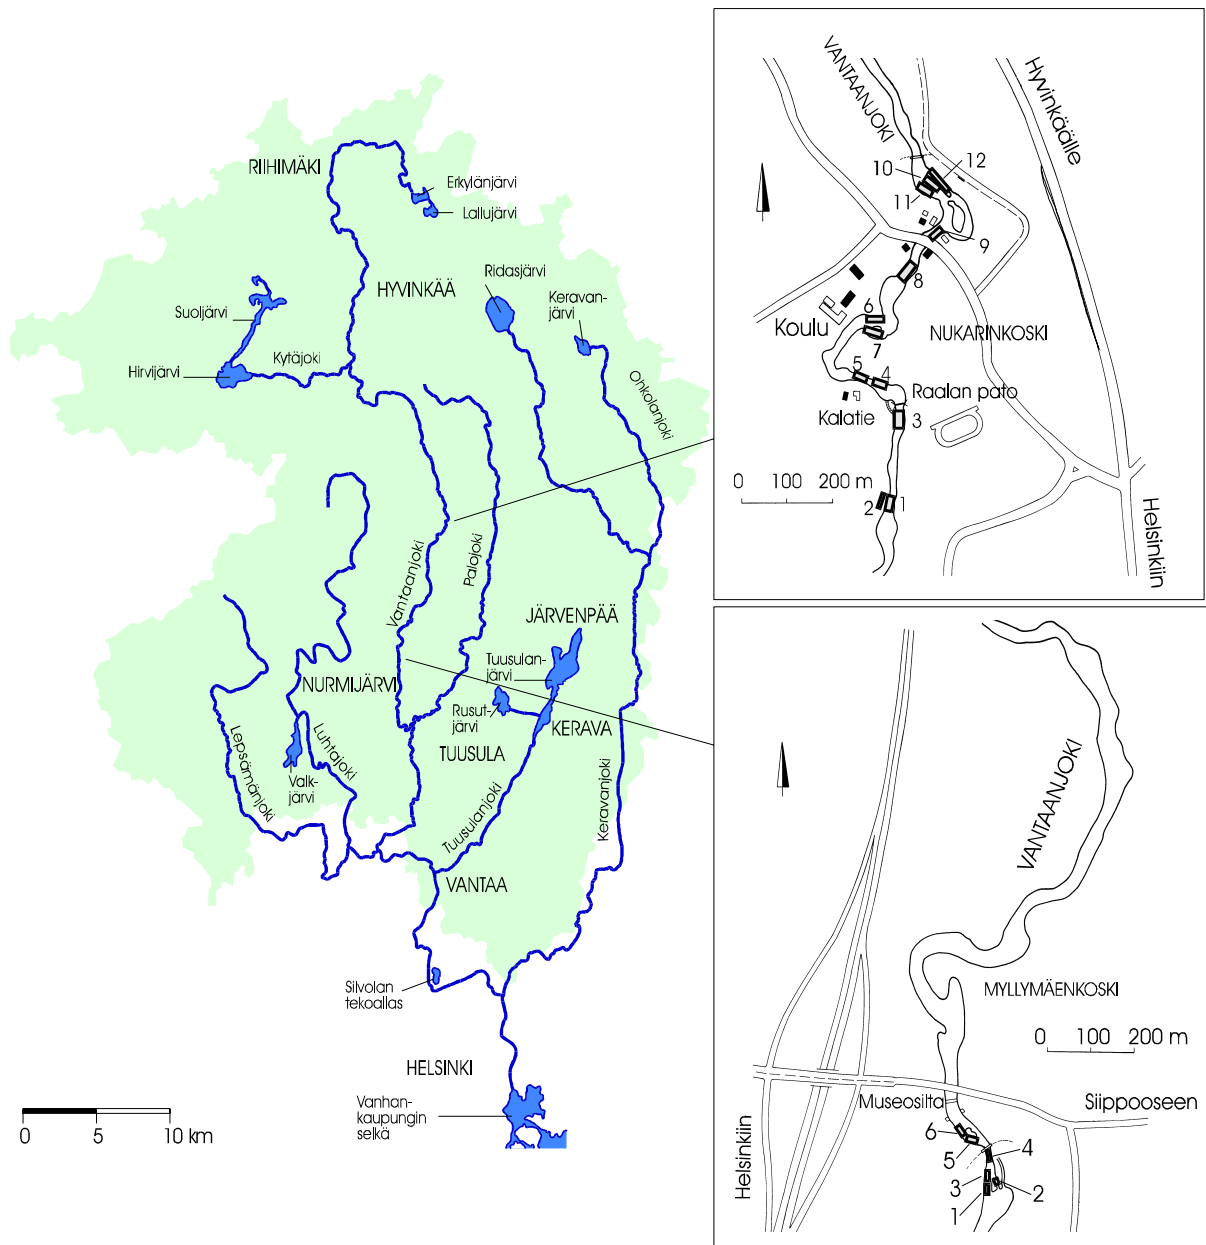 RIIHIMÄKI
Erkylänjärvi
Lallujärvi
HYVINKÄÄ
Ridasjärvi
Keravan-
järvi
Suoljärvi
Kytäjoki
Hirvijärvi
Ohkolanjoki
Vantaanjoki
Palojoki
JÄRVENPÄÄ
Tuusulan-
järvi
NURMIJÄRVI
Rusut-
järvi
KERAVA
TUUSULA
Lepsämänjoki
Luhtajoki
Valk-
järvi
Tuusulanjoki
Keravanjoki
VANTAA
Silvolan
tekoallas
HELSINKI
Vanhan-
kaupungin
selkä
0 5 10 km
VANTAANJOKI
Hyvinkäälle
10
12
11
9
8
6
Koulu
NUKARINKOSKI
7
5
4
Raalan pato
Kalatie
3
0 100 200 m
2
1
Helsinkiin
VANTAANJOKI
MYLLYMÄENKOSKI
0 100 200 m
Museosilta
Siippooseen
6
5
4
3
2
1
Helsinkiin